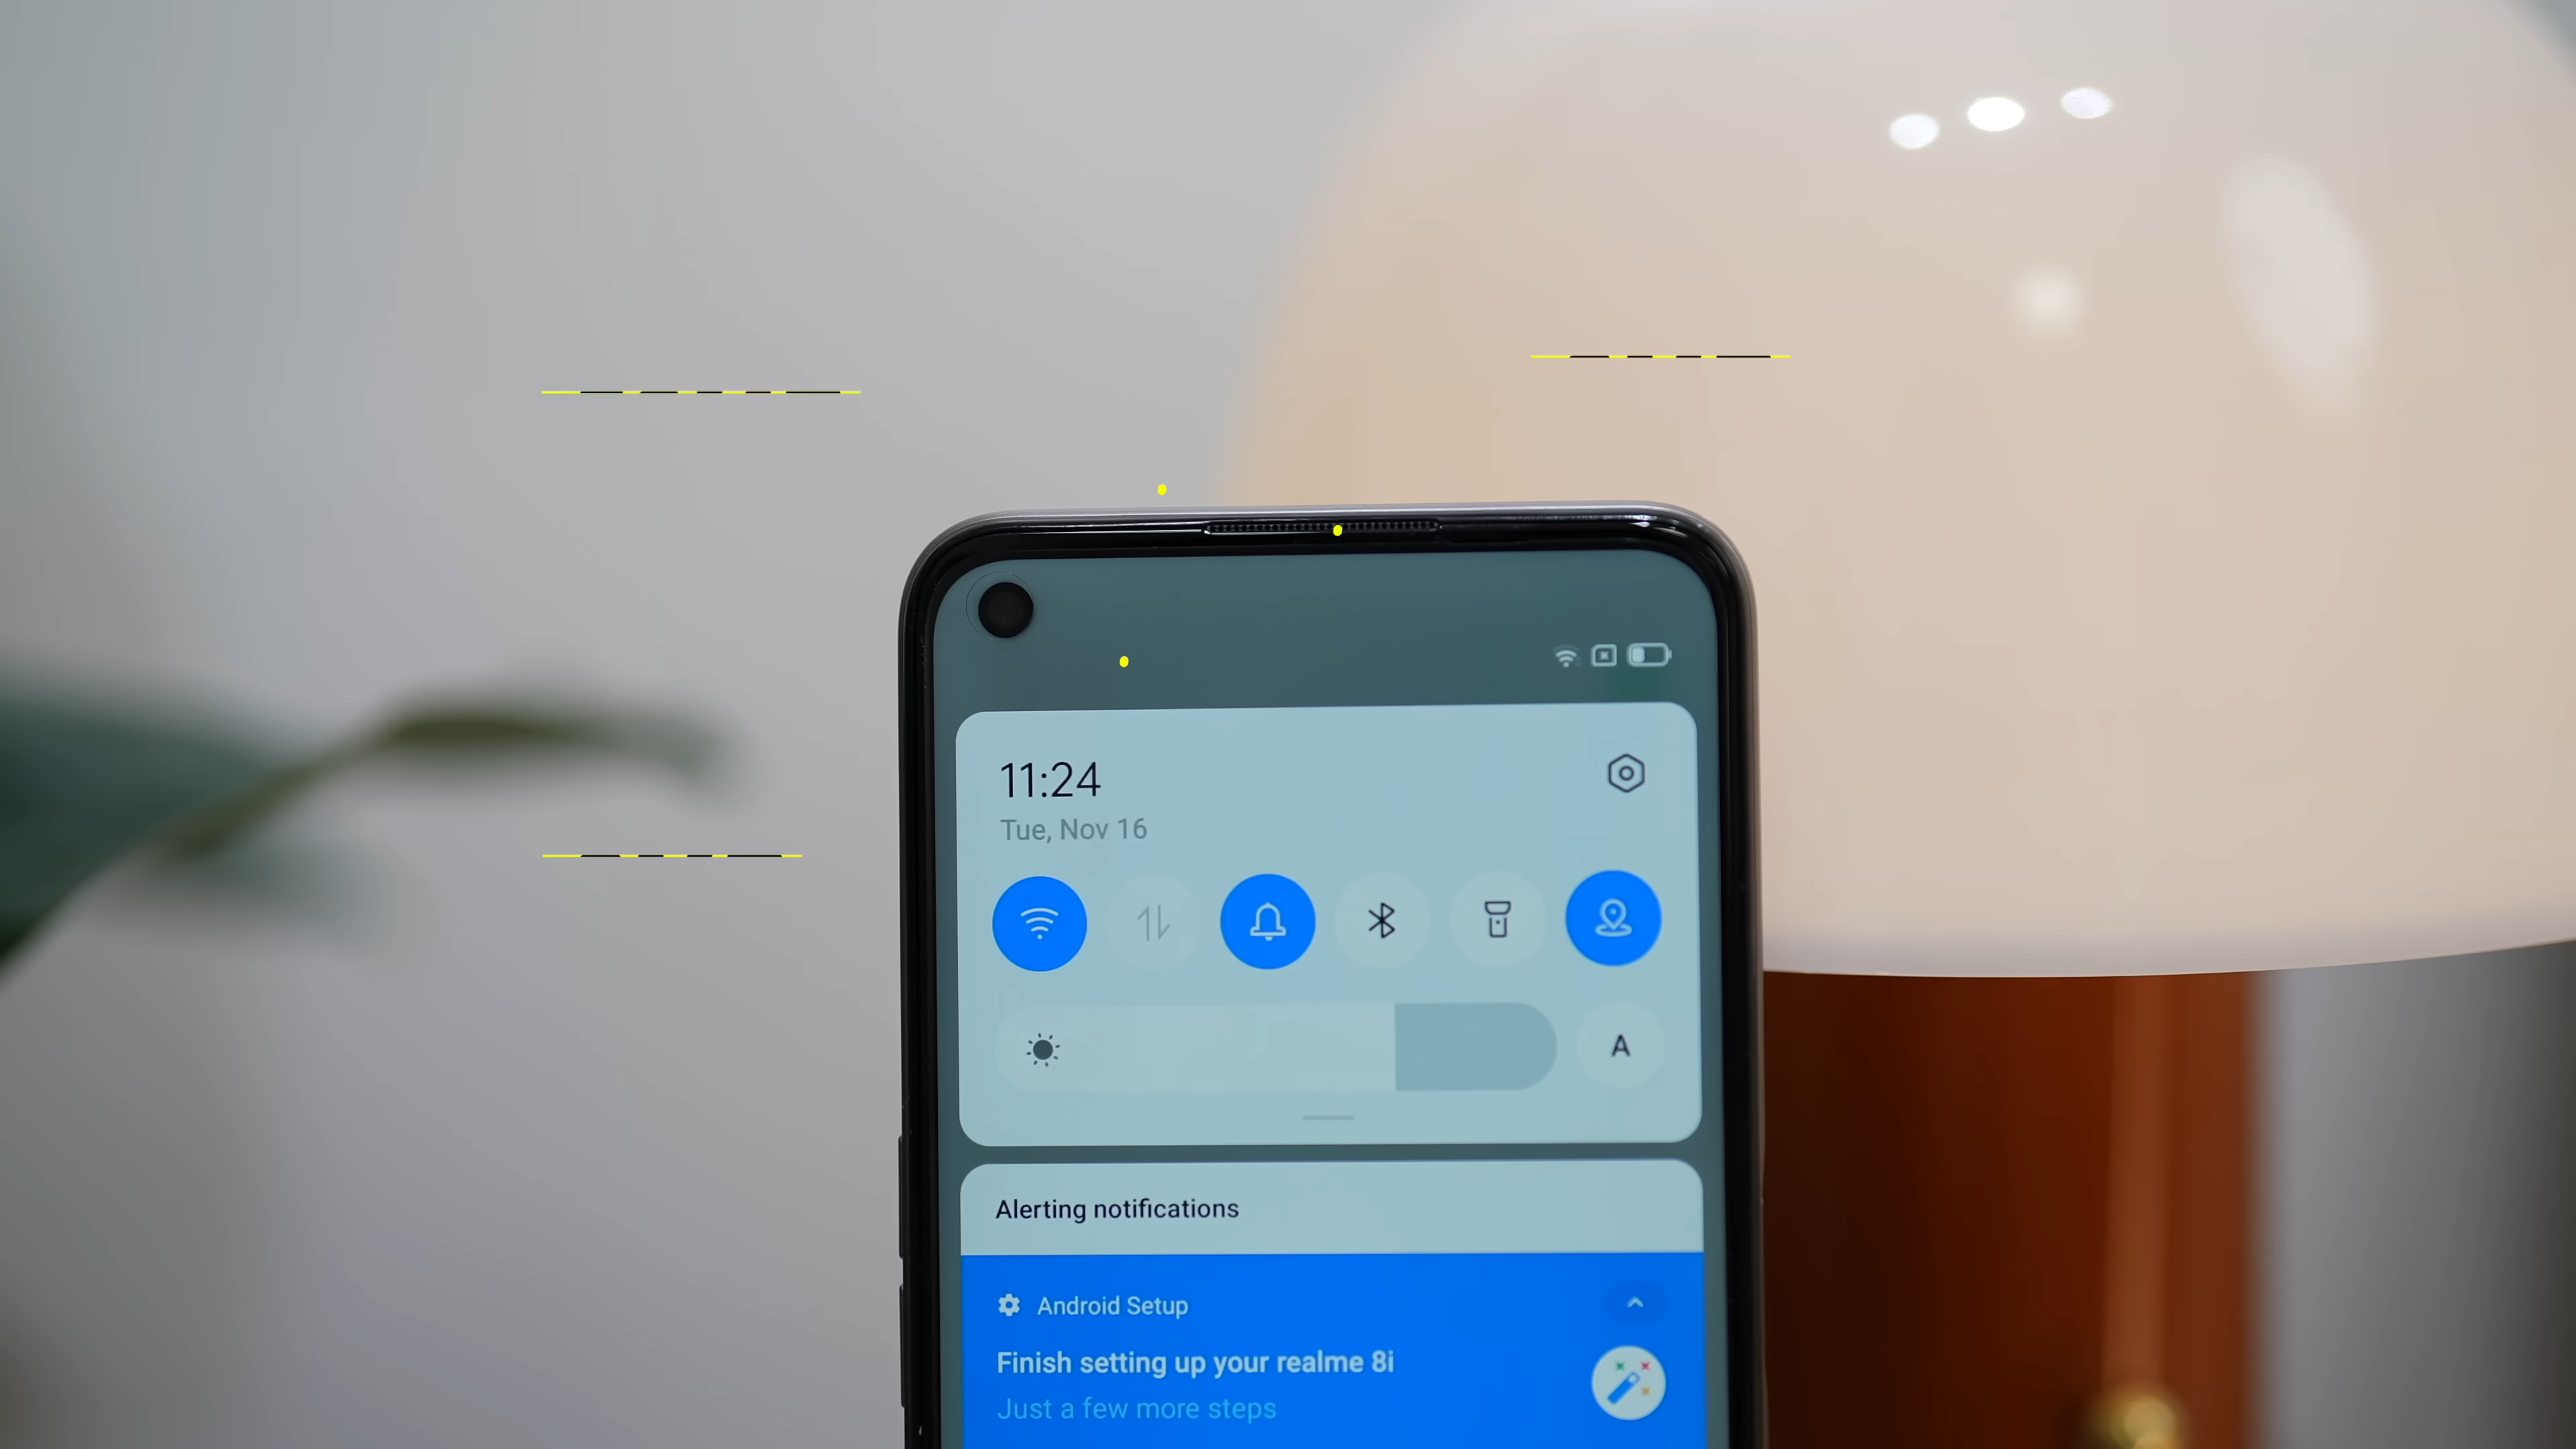 11:24
Tue, Nov 16
A
Alerting notifications
Android Setup
Finish setting up your realme 8i
Just a few more steps